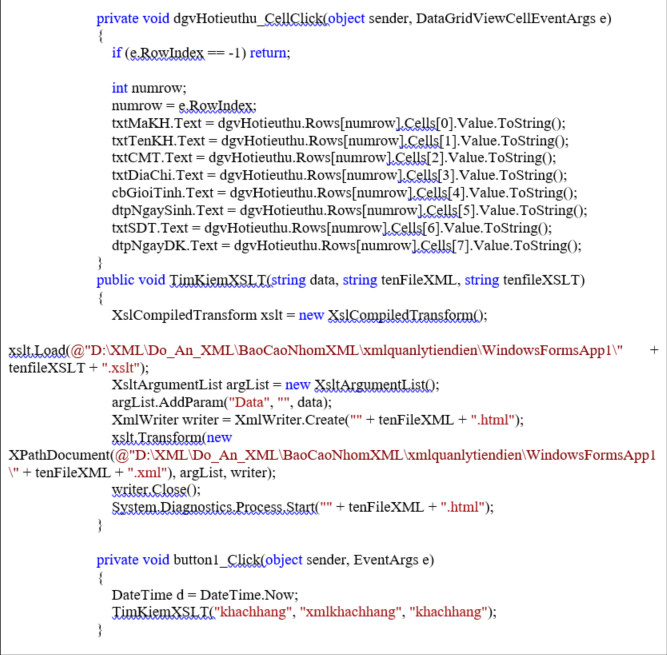 private void dgvHotieuthu_CellClick(object sender, DataGridViewCellEventArgs e)
{
if (e.RowIndex == -1) return;
int numrow;
numrow = e.RowIndex;
txtMaKH.Text = dgvHotieuthu.Rows[numrow].Cells[0].Value.ToString();
txtTenKH.Text = dgvHotieuthu.Rows[numrow].Cells[1].Value.ToString();
txtCMT.Text = dgvHotieuthu.Rows[numrow].Cells[2].Value.ToString();
txtDiaChi.Text = dgvHotieuthu.Rows[numrow].Cells[3].Value.ToString();
cbGioiTinh.Text = dgvHotieuthu.Rows[numrow].Cells[4].Value.ToString();
dtpNgaySinh.Text = dgvHotieuthu.Rows[numrow].Cells[5].Value.ToString();
txtSDT.Text = dgvHotieuthu.Rows[numrow].Cells[6].Value.ToString();
dtpNgayDK.Text = dgvHotieuthu.Rows[numrow].Cells[7].Value.ToString();
}
public void TimKiemXSLT(string data, string tenFileXML, string tenfileXSLT)
{
XslCompiledTransform xslt = new XslCompiledTransform();
xslt.Load(@"D:\XML\Do_An_XML\BaoCaoNhomXML\xmlquanlytiendien\WindowsFormsApp1\" +
tenfileXSLT + ".xslt");
XsltArgumentList argList = new XsltArgumentList();
argList.AddParam("Data", "", data);
XmlWriter writer = XmlWriter.Create("" + tenFileXML + ".html");
xslt.Transform(new
XPathDocument(@"D:\XML\Do_An_XML\BaoCaoNhomXML\xmlquanlytiendien\WindowsFormsApp1
\" + tenFileXML + ".xml"), argList, writer);
writer.Close();
System.Diagnostics.Process.Start("" + tenFileXML + ".html");
}
private void button1_Click(object sender, EventArgs e)
{
DateTime d = DateTime.Now;
TimKiemXSLT("khachhang", "xmlkhachhang", "khachhang");
}